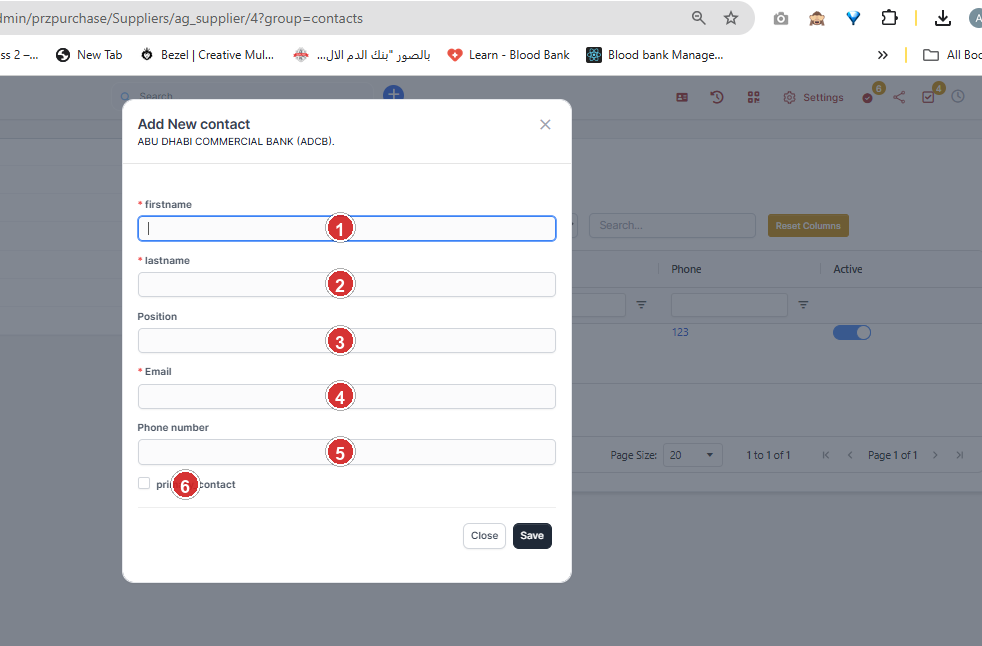 dmin/przpurchase/Suppliers/ag_supplier/4?group=contacts
ss 2 –... New Tab Bezel | Creative Mul... بالصور "بنك الدم الال... Learn - Blood Bank Blood bank Manage... » All Boo
Search
Settings 6 4
Add New contact
ABU DHABI COMMERCIAL BANK (ADCB).
* firstname
1
Search...
Reset Columns
* lastname
2
Phone Active
Position
3
123
* Email
4
Phone number
5
Page Size: 20 1 to 1 of 1 Page 1 of 1
6 contact
Close Save